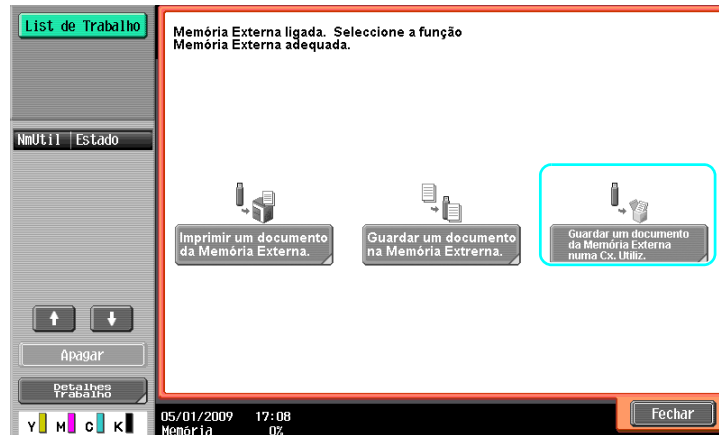 List de Trabalho
Memória Externa ligada. Seleccione a função
Memória Externa adequada.
NmUtil Estado
Imprimir um documento
da Memória Externa.
Guardar um documento
na Memória Extrerna.
Guardar um documento
da Memória Externa
numa Cx. Utiliz.
Apagar
Detalhes
Trabalho
Y M C K
05/01/2009 17:08
Memória 0%
Fechar